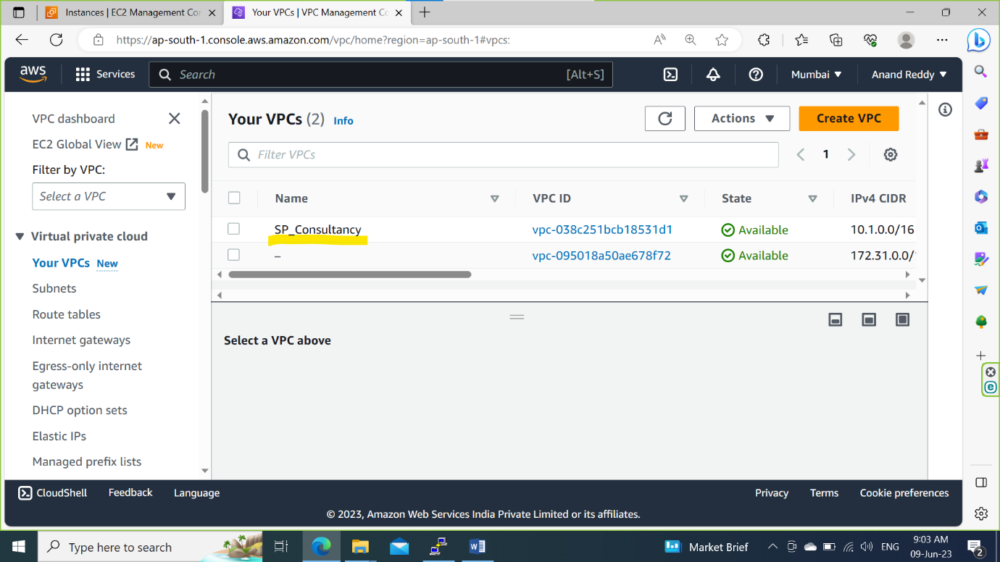 Instances | EC2 Management Con
Your VPCs | VPC Management Co
https://ap-south-1.console.aws.amazon.com/vpc/home?region=ap-south-1#vpcs:
aws
Services
Search
[Alt+S]
Mumbai
Anand Reddy
VPC dashboard
EC2 Global View New
Filter by VPC:
Select a VPC
Virtual private cloud
Your VPCs New
Subnets
Route tables
Internet gateways
Egress-only internet
gateways
DHCP option sets
Elastic IPs
Managed prefix lists
Your VPCs (2) Info
Actions
Create VPC
Filter VPCs
1
Name VPC ID State IPv4 CIDR
SP_Consultancy vpc-038c251bcb18531d1 Available 10.1.0.0/16
– vpc-095018a50ae678f72 Available 172.31.0.0/
Select a VPC above
CloudShell Feedback Language Privacy Terms Cookie preferences
© 2023, Amazon Web Services India Private Limited or its affiliates.
Type here to search
Market Brief
ENG
9:03 AM
09-Jun-23
2